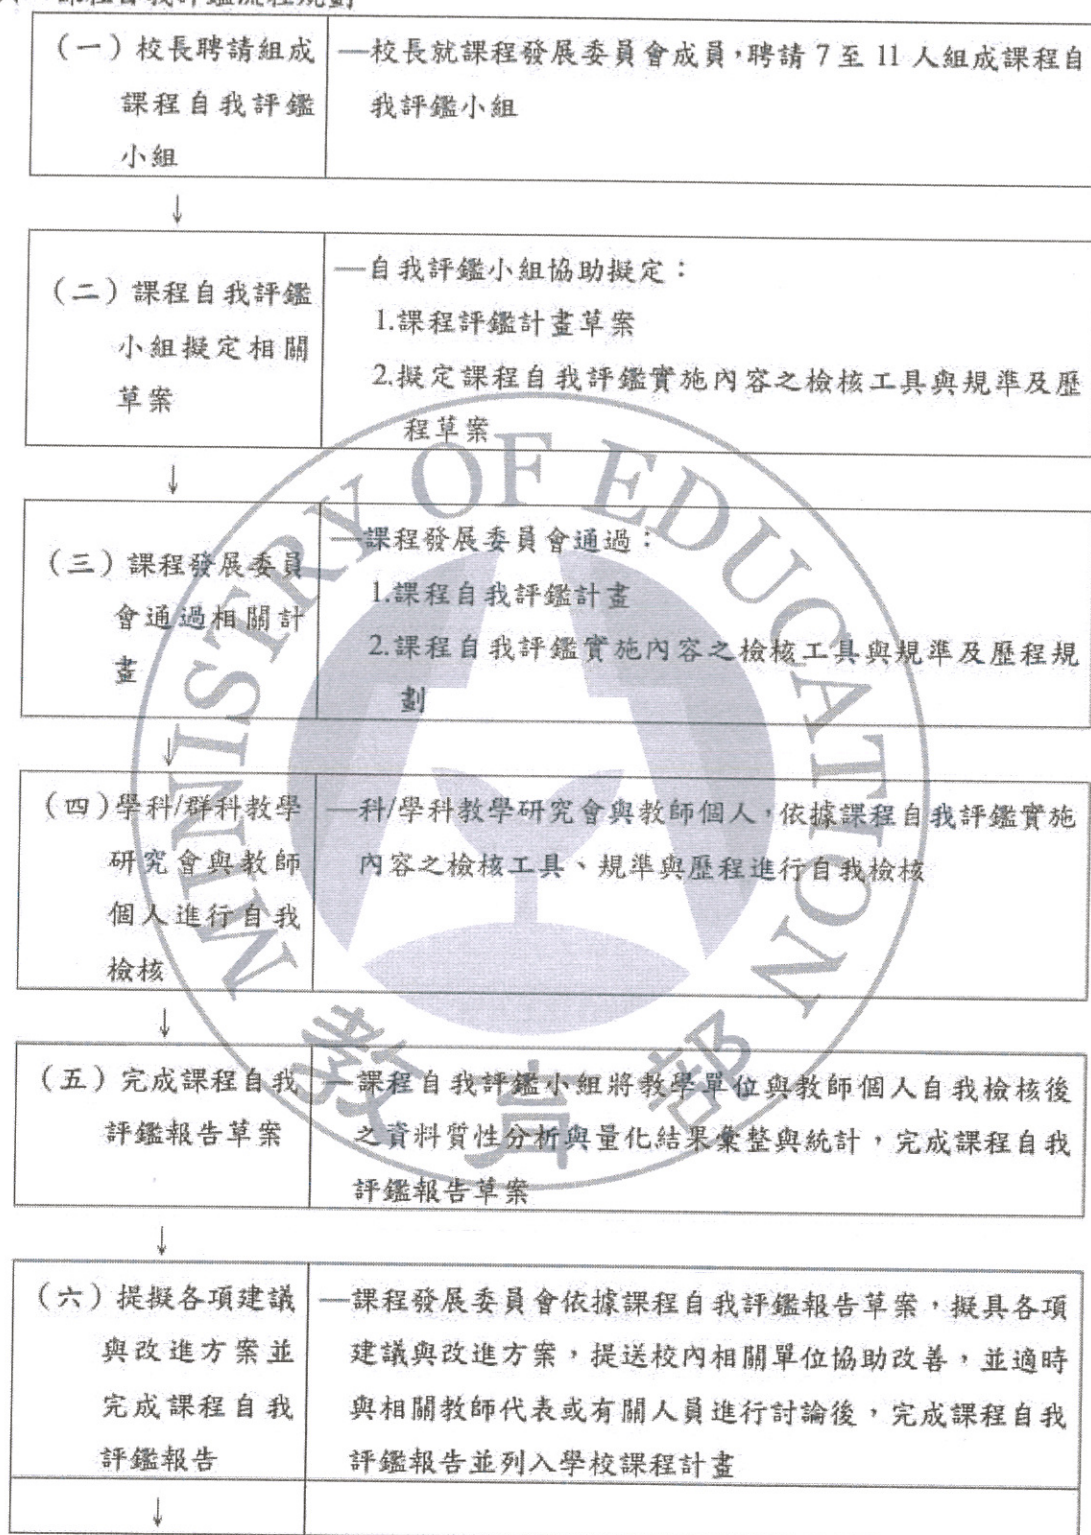 課程自我評鑑流程規劃
（一）校長聘請組成
課程自我評鑑
小組
—校長就課程發展委員會成員，聘請 7 至 11 人組成課程自
我評鑑小組
↓
（二）課程自我評鑑
小組擬定相關
草案
—自我評鑑小組協助擬定：
1.課程評鑑計畫草案
2.擬定課程自我評鑑實施內容之檢核工具與規準及歷
程草案
↓
（三）課程發展委員
會通過相關計
畫
—課程發展委員會通過：
1.課程自我評鑑計畫
2.課程自我評鑑實施內容之檢核工具與規準及歷程規
劃
↓
（四）學科/群科教學
研究會與教師
個人進行自我
檢核
—科/學科教學研究會與教師個人，依據課程自我評鑑實施
內容之檢核工具、規準與歷程進行自我檢核
↓
（五）完成課程自我
評鑑報告草案
—課程自我評鑑小組將教學單位與教師個人自我檢核後
之資料質性分析與量化結果彙整與統計，完成課程自我
評鑑報告草案
↓
（六）提擬各項建議
與改進方案並
完成課程自我
評鑑報告
—課程發展委員會依據課程自我評鑑報告草案，擬具各項
建議與改進方案，提送校內相關單位協助改善，並適時
與相關教師代表或有關人員進行討論後，完成課程自我
評鑑報告並列入學校課程計畫
↓
MINISTRY OF EDUCATION
教育部